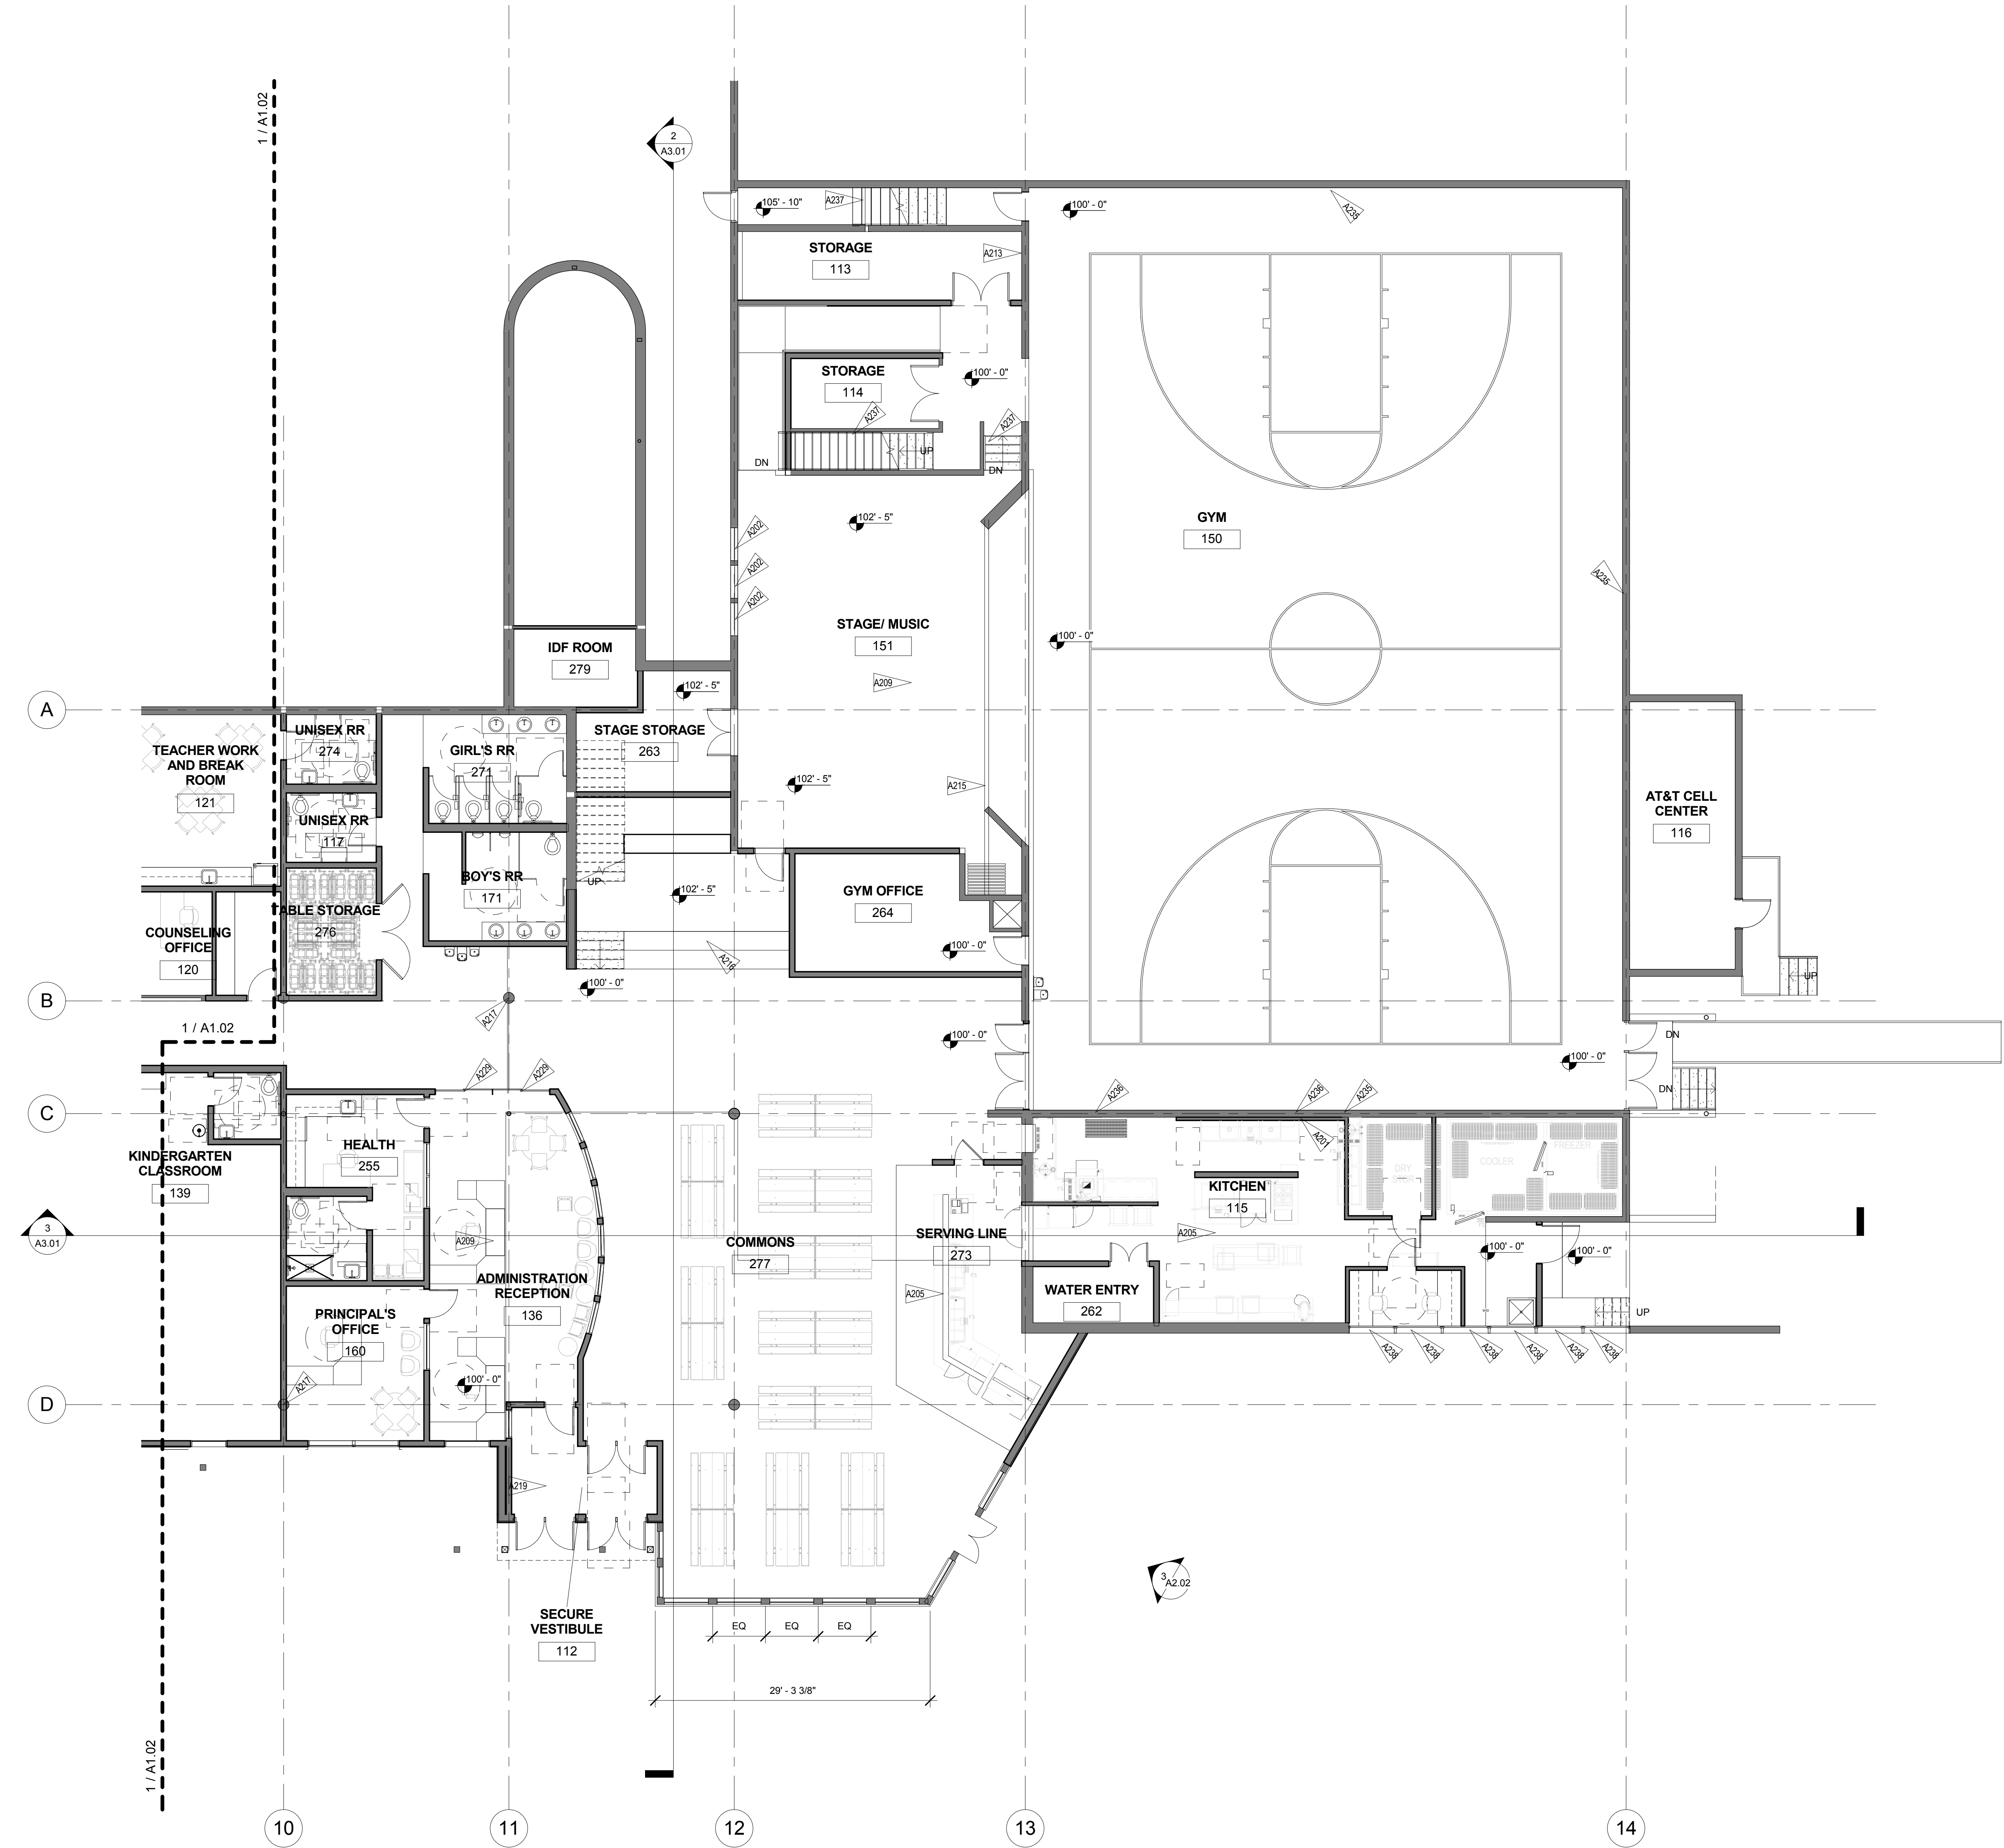 1 / A1.02
2
A3.01
105' - 10"
A237
100' - 0"
A235
STORAGE
113
A213
STORAGE
114
100' - 0"
A237
A237
UP
DN
DN
102' - 5"
A202
A202
A202
GYM
150
A235
STAGE/ MUSIC
151
100' - 0"
IDF ROOM
279
A209
102' - 5"
A
UNISEX RR
274
TEACHER WORK
AND BREAK
ROOM
121
GIRL'S RR
271
STAGE STORAGE
263
102' - 5"
A215
AT&T CELL
CENTER
116
UNISEX RR
117
BOY'S RR
171
UP
102' - 5"
GYM OFFICE
264
TABLE STORAGE
276
COUNSELING
OFFICE
120
100' - 0"
A216
100' - 0"
UP
B
A217
1 / A1.02
100' - 0"
DN
100' - 0"
DN
A229
A229
A236
A236
A235
C
A201
HEALTH
255
KINDERGARTEN
CLASSROOM
139
DRY
COOLER
FREEZER
KITCHEN
115
3
A3.01
A209
COMMONS
277
SERVING LINE
273
A205
100' - 0"
100' - 0"
ADMINISTRATION
RECEPTION
136
A205
WATER ENTRY
262
PRINCIPAL'S
OFFICE
160
UP
A238
A238
A238
A238
A238
A238
100' - 0"
A217
D
A219
3
A2.02
SECURE
VESTIBULE
112
EQ
EQ
EQ
29' - 3 3/8"
1 / A1.02
10
11
12
13
14